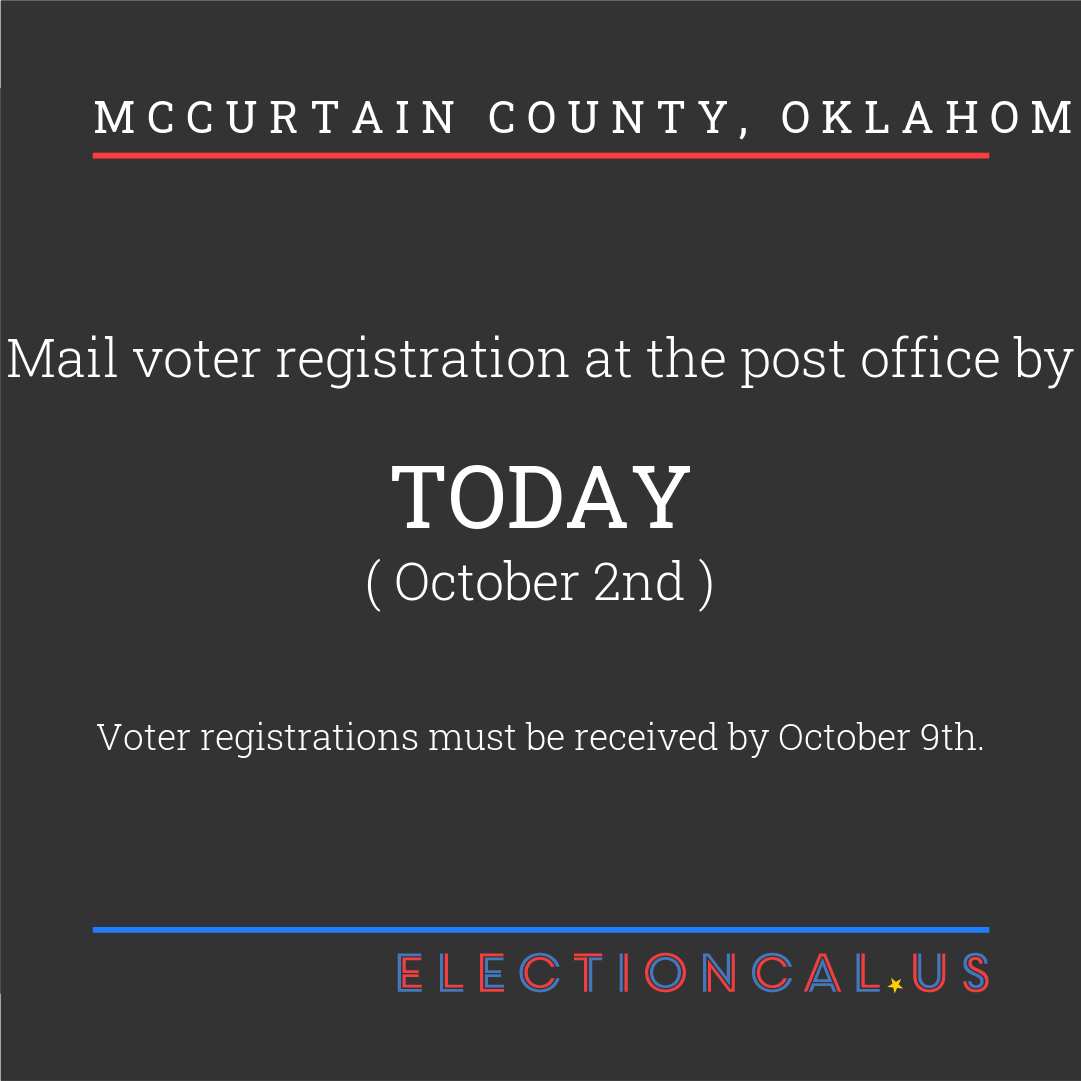 MCCURTAIN COUNTY, OKLAHOM
Mail voter registration at the post office by
TODAY
( October 2nd )
Voter registrations must be received by October 9th.
ELECTIONCAL.US